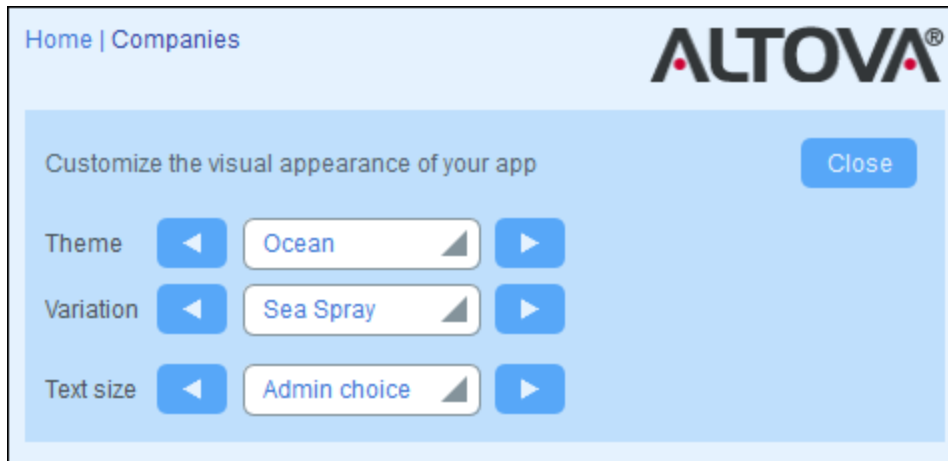 Home | Companies
ALTOVA®
Customize the visual appearance of your app
Close
Theme
Ocean
Variation
Sea Spray
Text size
Admin choice